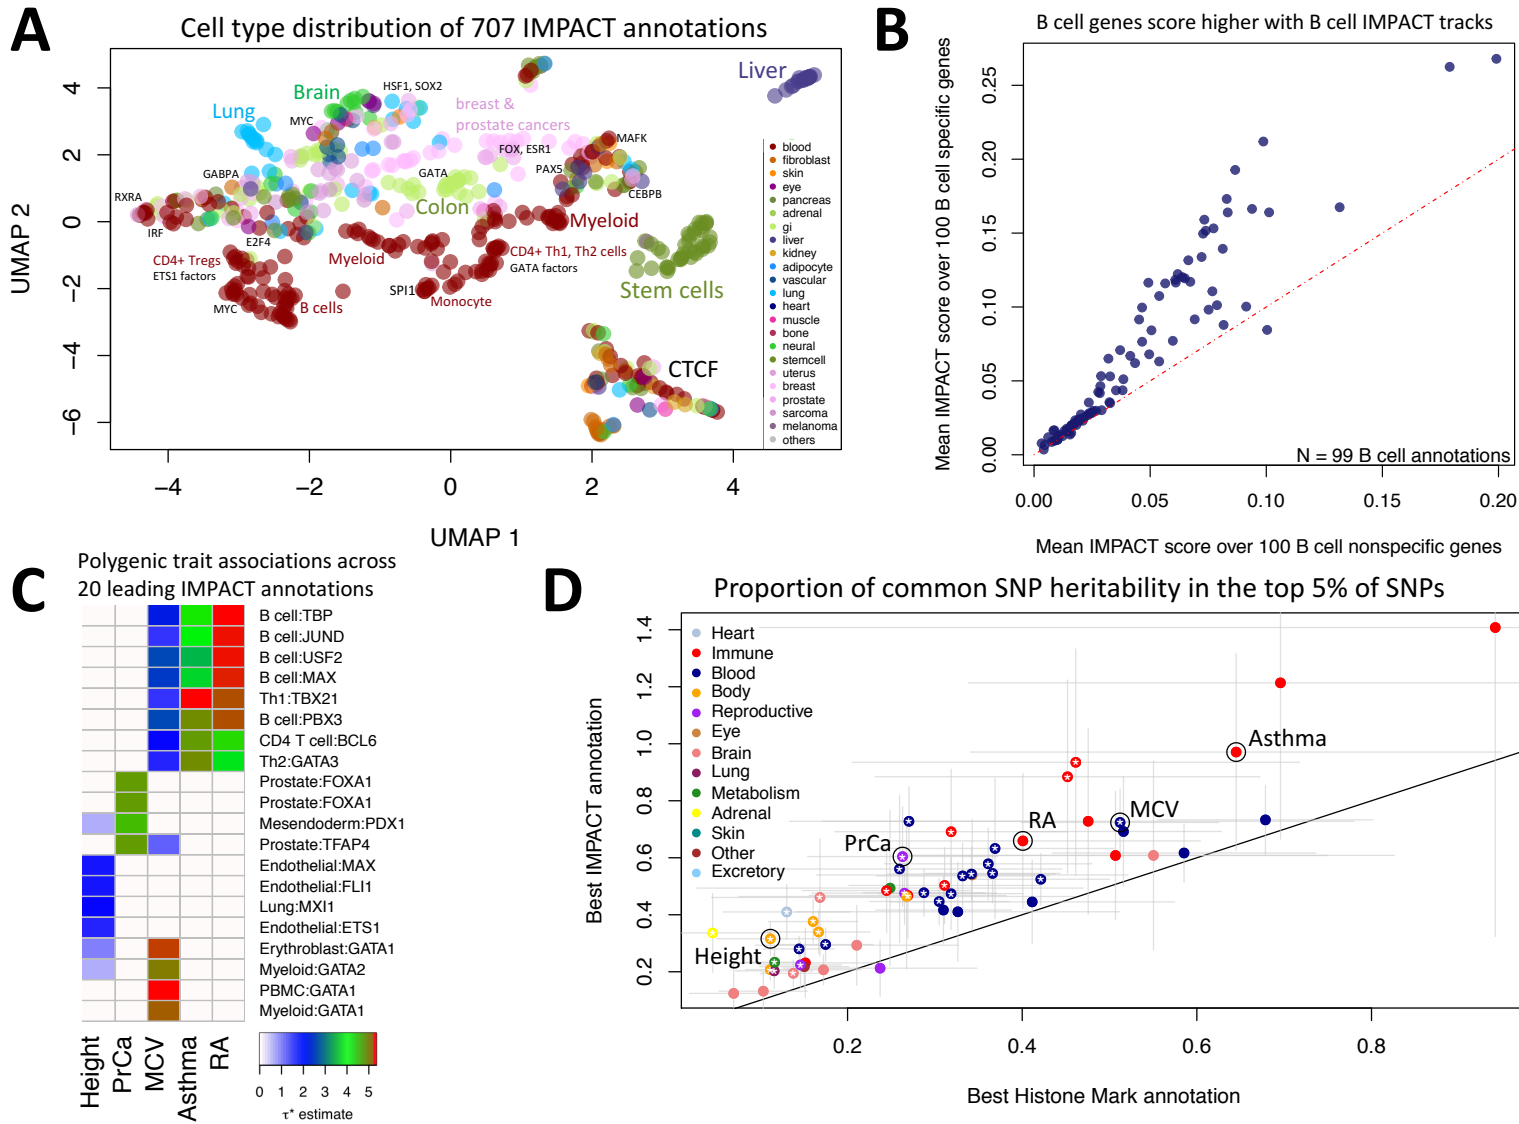 A
Cell type distribution of 707 IMPACT annotations
UMAP 2
4
2
0
−2
−4
−6
Liver
Brain
HSF1, SOX2
Lung
MYC
breast &
prostate cancers
MAFK
FOX, ESR1
GABPA
GATA
PAX5
RXRA
CEBPB
Colon
IRF
Myeloid
E2F4
CD4+ Tregs
ETS1 factors
Myeloid
CD4+ Th1, Th2 cells
GATA factors
SPI1
Monocyte
Stem cells
MYC
B cells
CTCF
blood
fibroblast
skin
eye
pancreas
adrenal
gi
liver
kidney
adipocyte
vascular
lung
heart
muscle
bone
neural
stemcell
uterus
breast
prostate
sarcoma
melanoma
others
−4
−2
0
2
4
UMAP 1
B
B cell genes score higher with B cell IMPACT tracks
Mean IMPACT score over 100 B cell specific genes
0.25
0.20
0.15
0.10
0.05
0.00
N = 99 B cell annotations
0.00
0.05
0.10
0.15
0.20
Mean IMPACT score over 100 B cell nonspecific genes
C
Polygenic trait associations across
20 leading IMPACT annotations
B cell:TBP
B cell:JUND
B cell:USF2
B cell:MAX
Th1:TBX21
B cell:PBX3
CD4 T cell:BCL6
Th2:GATA3
Prostate:FOXA1
Prostate:FOXA1
Mesendoderm:PDX1
Prostate:TFAP4
Endothelial:MAX
Endothelial:FLI1
Lung:MXI1
Endothelial:ETS1
Erythroblast:GATA1
Myeloid:GATA2
PBMC:GATA1
Myeloid:GATA1
Height
PrCa
MCV
Asthma
RA
0 1 2 3 4 5
τ* estimate
D
Proportion of common SNP heritability in the top 5% of SNPs
Best IMPACT annotation
1.4
1.2
1.0
0.8
0.6
0.4
0.2
Heart
Immune
Blood
Body
Reproductive
Eye
Brain
Lung
Metabolism
Adrenal
Skin
Other
Excretory
Asthma
MCV
RA
PrCa
Height
0.2
0.4
0.6
0.8
Best Histone Mark annotation